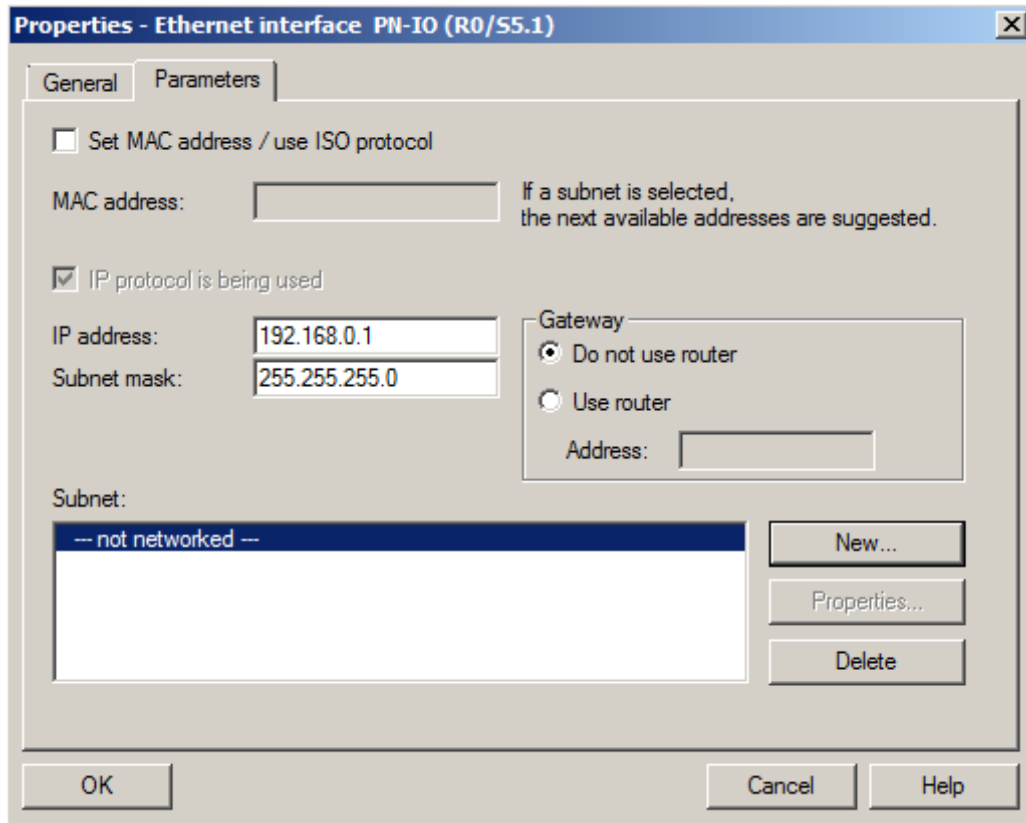 Properties - Ethernet interface PN-IO (R0/S5.1)
General
Parameters
Set MAC address / use ISO protocol
MAC address:
If a subnet is selected,
the next available addresses are suggested.
IP protocol is being used
IP address:
192.168.0.1
Subnet mask:
255.255.255.0
Gateway
Do not use router
Use router
Address:
Subnet:
--- not networked ---
New...
Properties...
Delete
OK
Cancel
Help